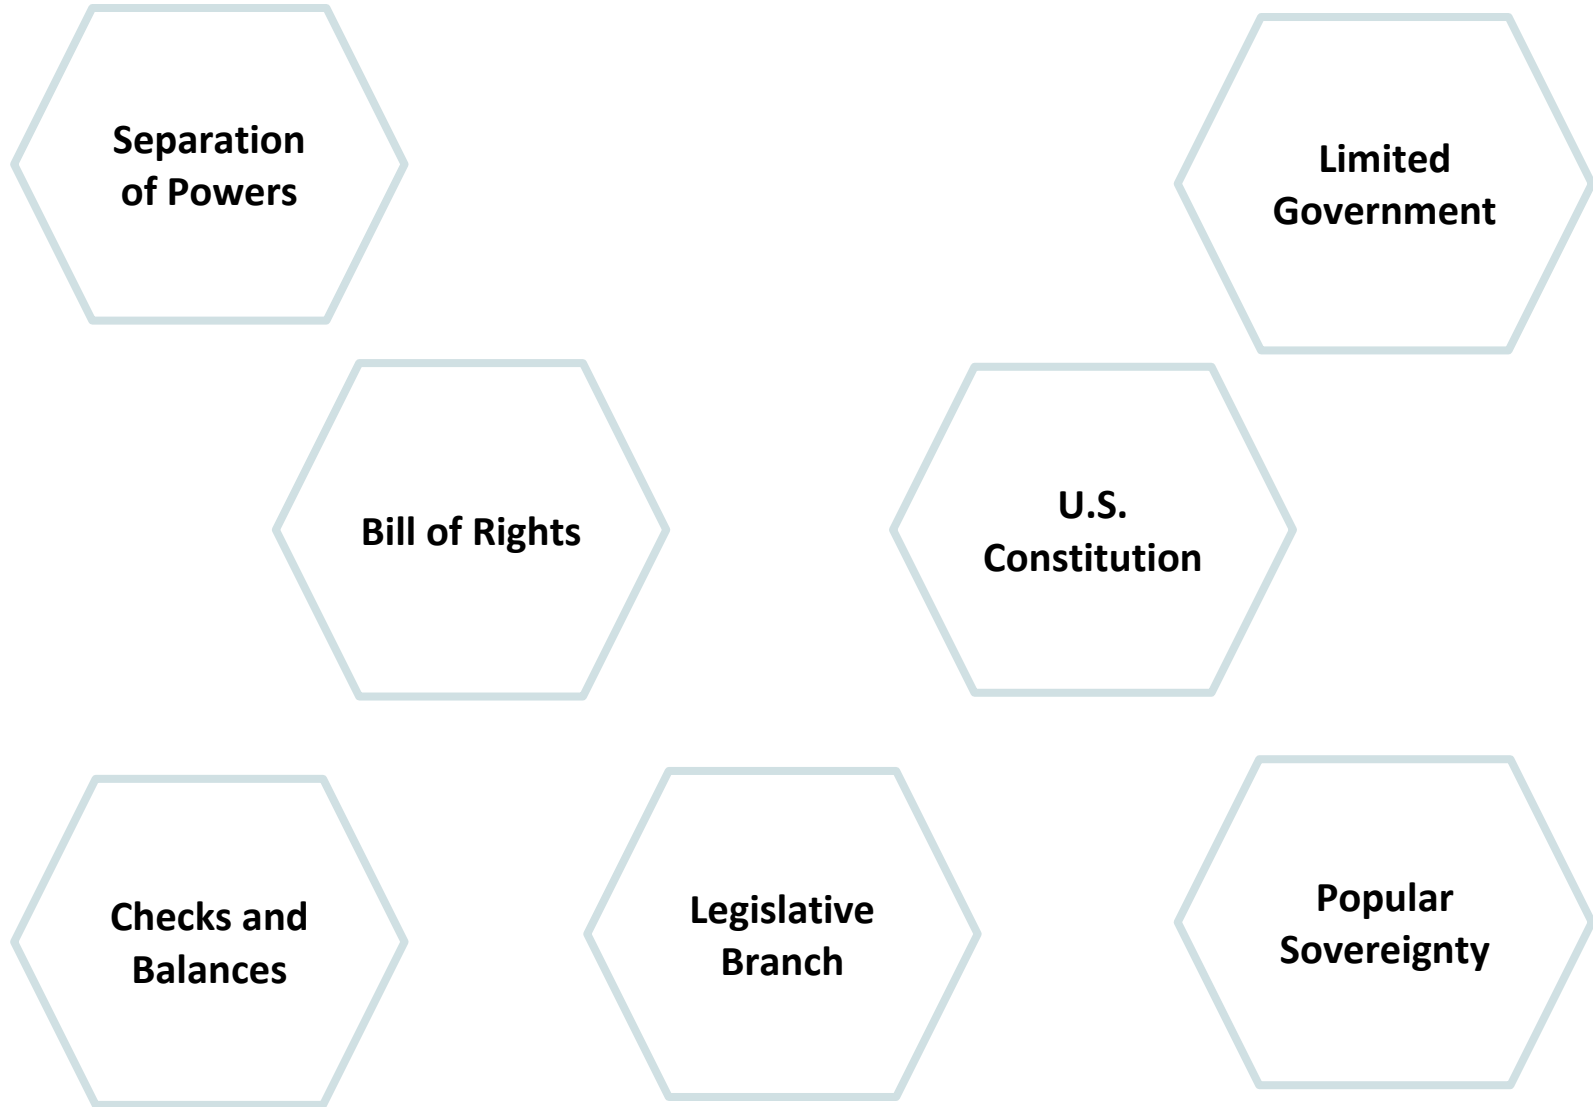 Separation
of Powers
Limited
Government
Bill of Rights
U.S.
Constitution
Checks and
Balances
Legislative
Branch
Popular
Sovereignty